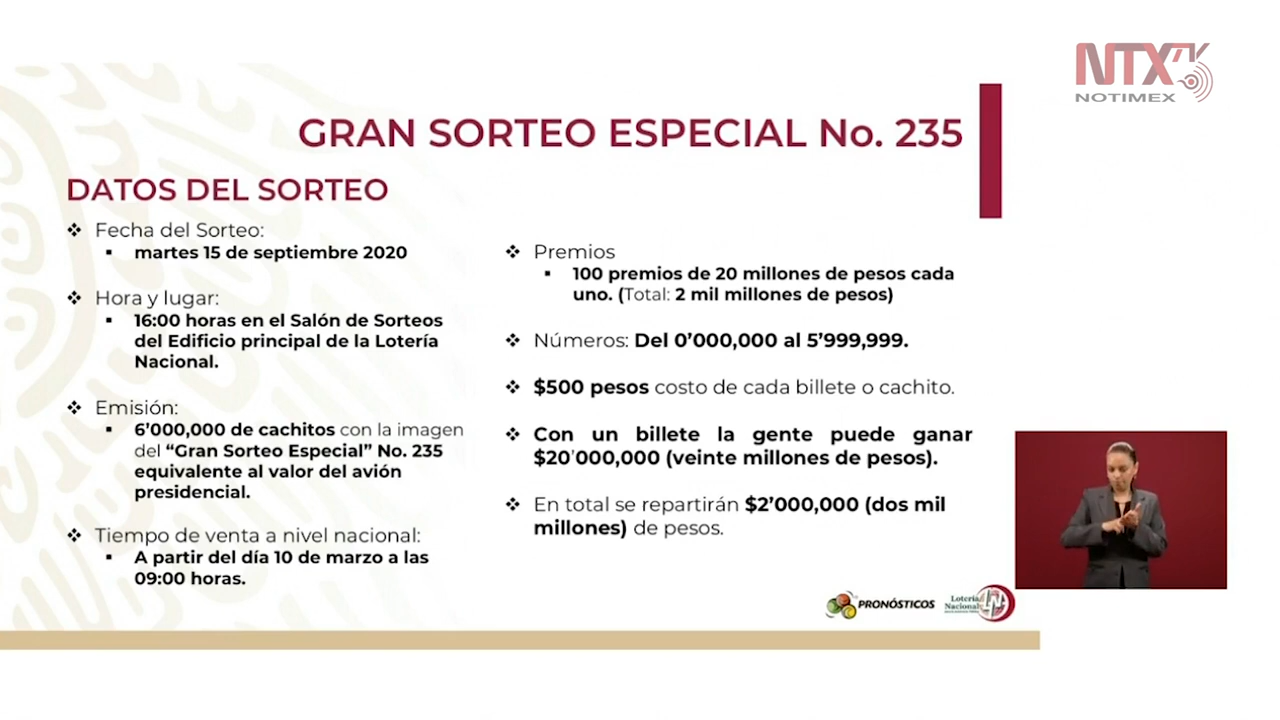 NTX
NOTIMEX
GRAN SORTEO ESPECIAL No. 235
DATOS DEL SORTEO
❖ Fecha del Sorteo:
▪ martes 15 de septiembre 2020
❖ Hora y lugar:
▪ 16:00 horas en el Salón de Sorteos
del Edificio principal de la Lotería
Nacional.
❖ Emisión:
▪ 6’000,000 de cachitos con la imagen
del “Gran Sorteo Especial” No. 235
equivalente al valor del avión
presidencial.
❖ Tiempo de venta a nivel nacional:
▪ A partir del día 10 de marzo a las
09:00 horas.
❖ Premios
▪ 100 premios de 20 millones de pesos cada
uno. (Total: 2 mil millones de pesos)
❖ Números: Del 0’000,000 al 5’999,999.
❖ $500 pesos costo de cada billete o cachito.
❖ Con un billete la gente puede ganar
$20’000,000 (veinte millones de pesos).
❖ En total se repartirán $2’000,000 (dos mil
millones) de pesos.
PRONÓSTICOS
Lotería
Nacional
LN